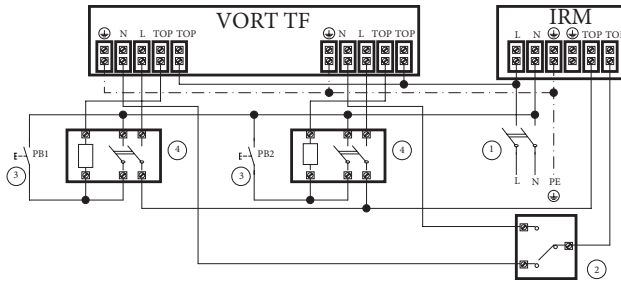 VORT TF
IRM
N L TOP TOP
N L TOP TOP
L N TOP TOP
PB1
3
4
PB2
3
4
1
L N PE
2